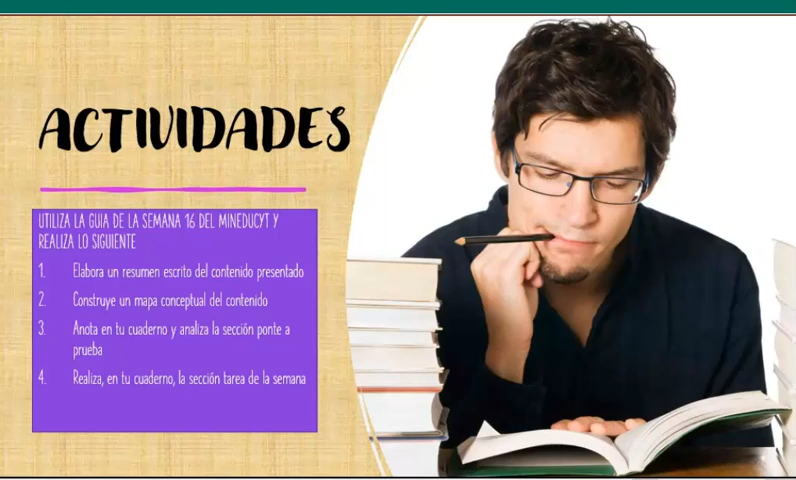 ACTIVIDADES
UTILIZA LA GUIA DE LA SEMANA 16 DEL MINEDUCYT Y
REALIZA LO SIGUIENTE
1. Elabora un resumen escrito del contenido presentado
2. Construye un mapa conceptual del contenido
3. Anota en tu cuaderno y analiza la sección ponte a
prueba
4. Realiza, en tu cuaderno, la sección tarea de la semana